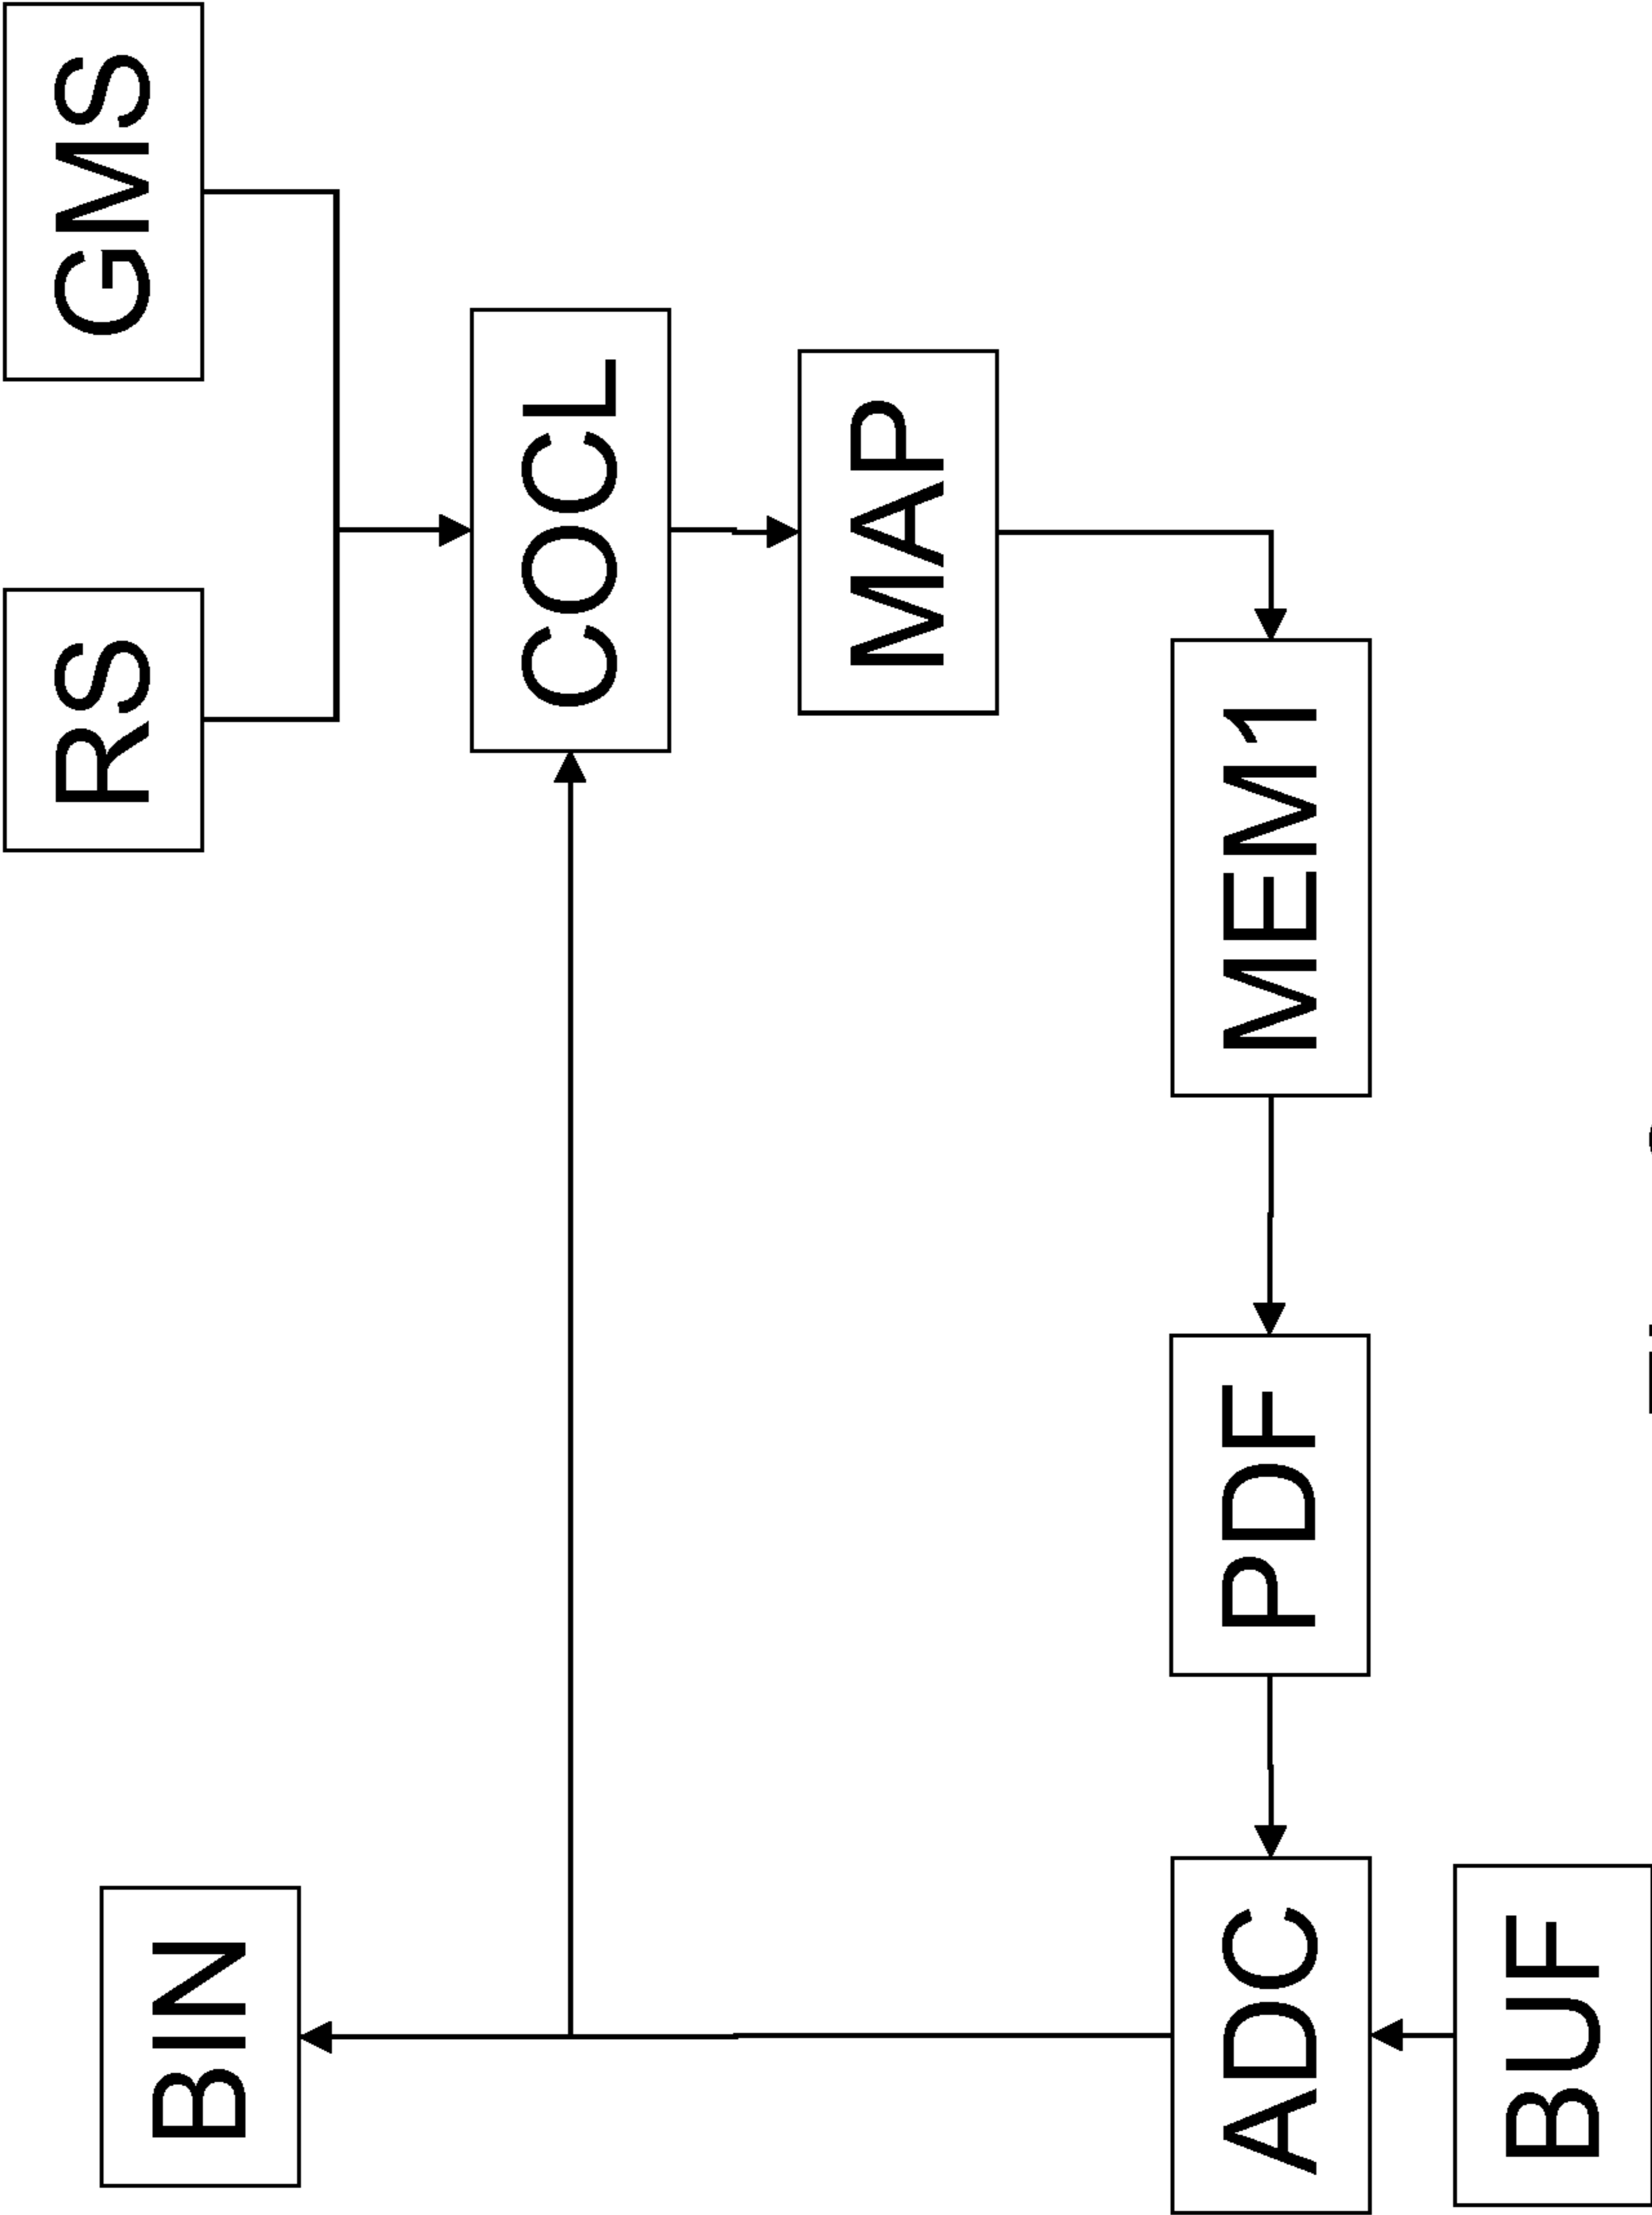 BIN
RS
GMS
COCL
MAP
ADC
PDF
MEM1
BUF